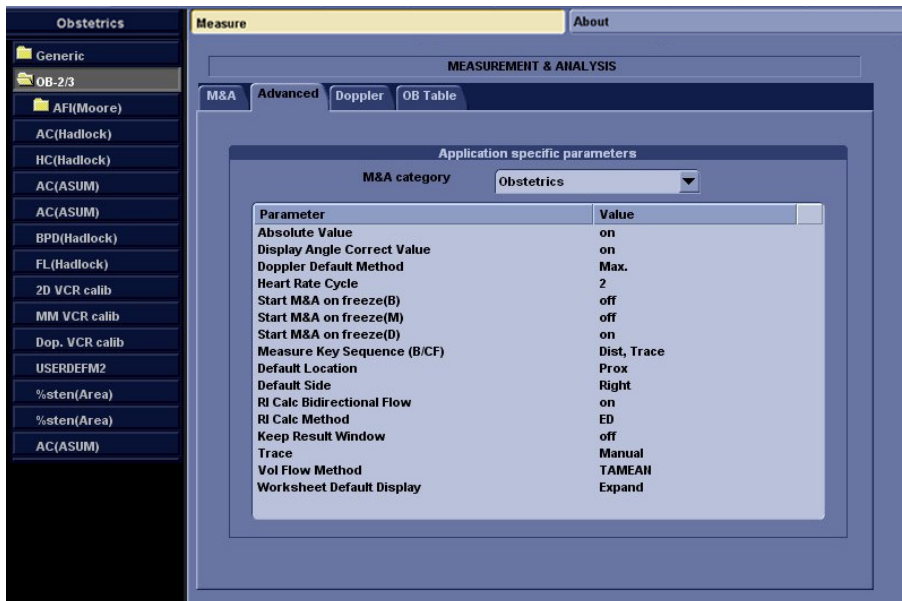 Obstetrics
Measure
About
Generic
OB-2/3
AFI(Moore)
AC(Hadlock)
HC(Hadlock)
AC(ASUM)
AC(ASUM)
BPD(Hadlock)
FL(Hadlock)
2D VCR calib
MM VCR calib
Dop. VCR calib
USERDEFM2
%sten(Area)
%sten(Area)
AC(ASUM)
MEASUREMENT & ANALYSIS
M&A Advanced Doppler OB Table
Application specific parameters
M&A category Obstetrics
Parameter Value
Absolute Value on
Display Angle Correct Value on
Doppler Default Method Max.
Heart Rate Cycle 2
Start M&A on freeze(B) off
Start M&A on freeze(M) off
Start M&A on freeze(D) on
Measure Key Sequence (B/CF) Dist, Trace
Default Location Prox
Default Side Right
RI Calc Bidirectional Flow on
RI Calc Method ED
Keep Result Window off
Trace Manual
Vol Flow Method TAMEAN
Worksheet Default Display Expand